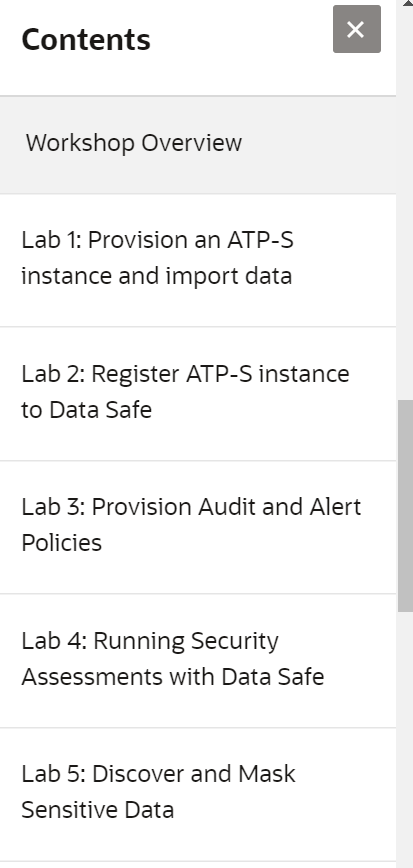 Contents
Workshop Overview
Lab 1: Provision an ATP-S
instance and import data
Lab 2: Register ATP-S instance
to Data Safe
Lab 3: Provision Audit and Alert
Policies
Lab 4: Running Security
Assessments with Data Safe
Lab 5: Discover and Mask
Sensitive Data